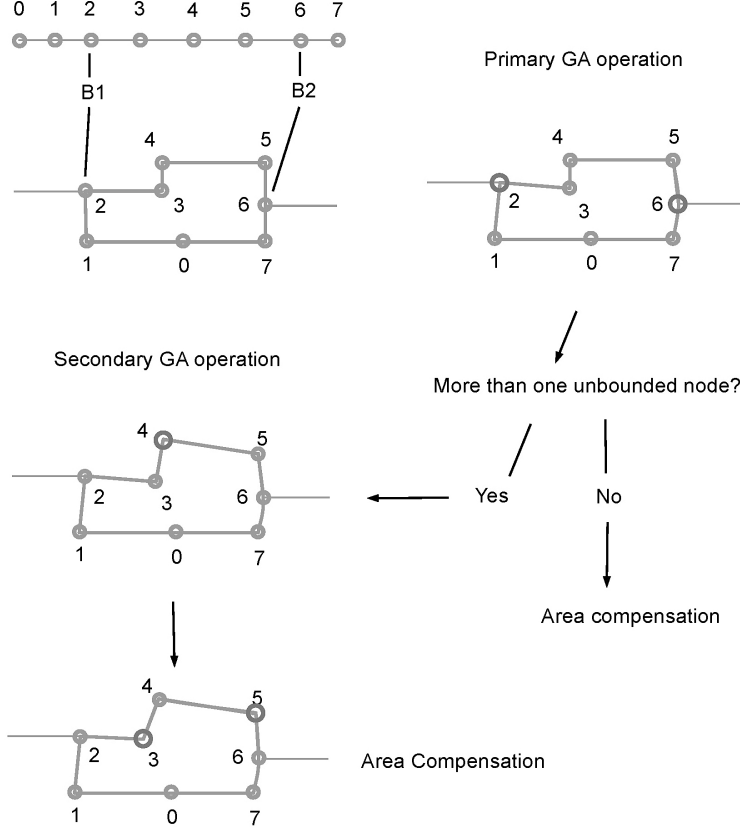 0 1 2 3 4 5 6 7
Primary GA operation
B1 B2
4 5
2 3 6
1 0 7
4 5
2 3 6
1 0 7
Secondary GA operation
More than one unbounded node?
4 5
2 3 6
1 0 7
Yes No
Area compensation
4 5
2 3 6
1 0 7
Area Compensation